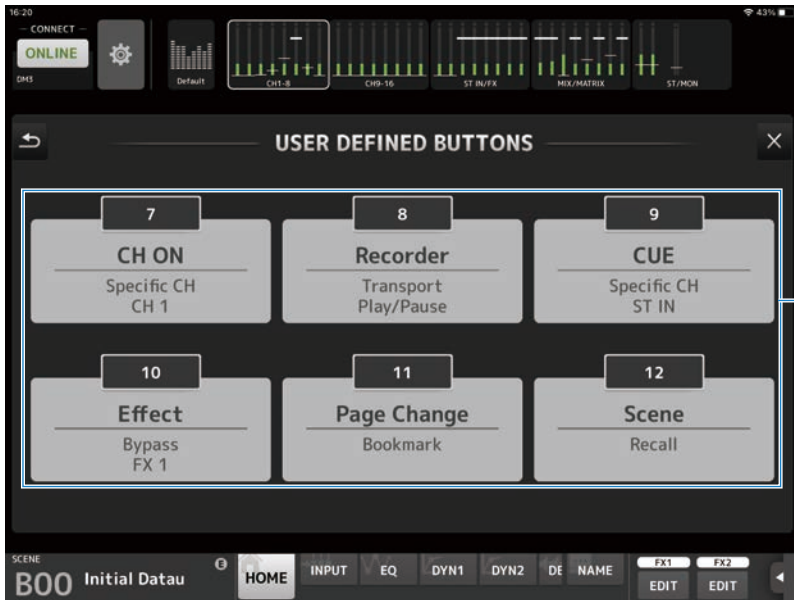 16:20
43%
CONNECT
ONLINE
DM3
Default
CH1-8
CH9-16
ST IN/FX
MIX/MATRIX
ST/MON
USER DEFINED BUTTONS
7
CH ON
Specific CH
CH 1
8
Recorder
Transport
Play/Pause
9
CUE
Specific CH
ST IN
10
Effect
Bypass
FX 1
11
Page Change
Bookmark
12
Scene
Recall
SCENE
B00 Initial Datau E
HOME INPUT EQ DYN1 DYN2 DE NAME
FX1 FX2
EDIT EDIT